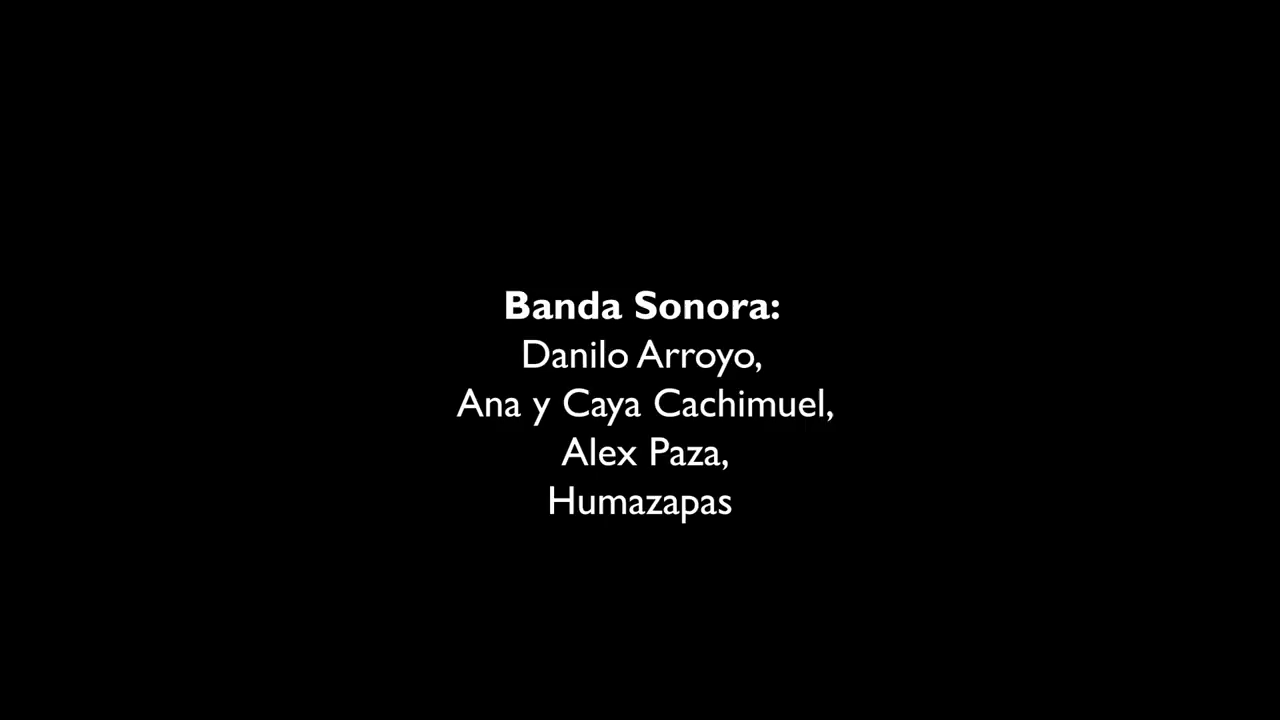 Banda Sonora:
Danilo Arroyo,
Ana y Caya Cachimuel,
Alex Paza,
Humazapas